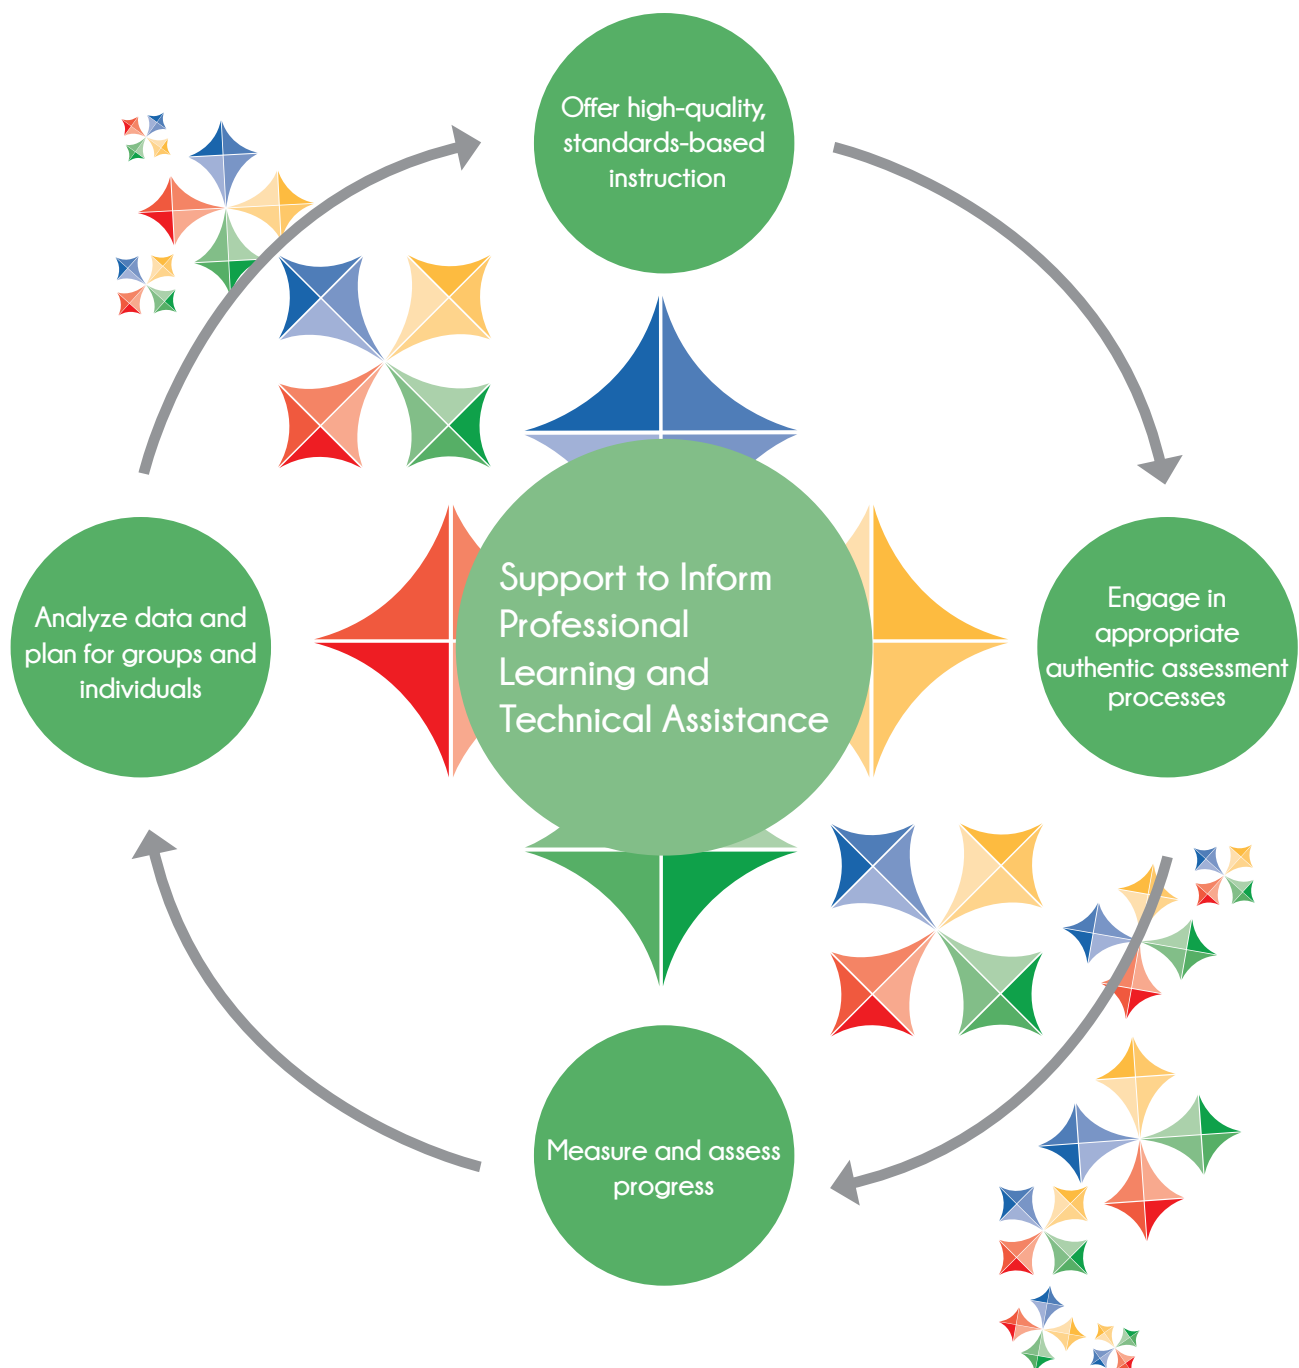 Offer high-quality,
standards-based
instruction
Engage in
appropriate
authentic assessment
processes
Measure and assess
progress
Analyze data and
plan for groups and
individuals
Support to Inform
Professional
Learning and
Technical Assistance